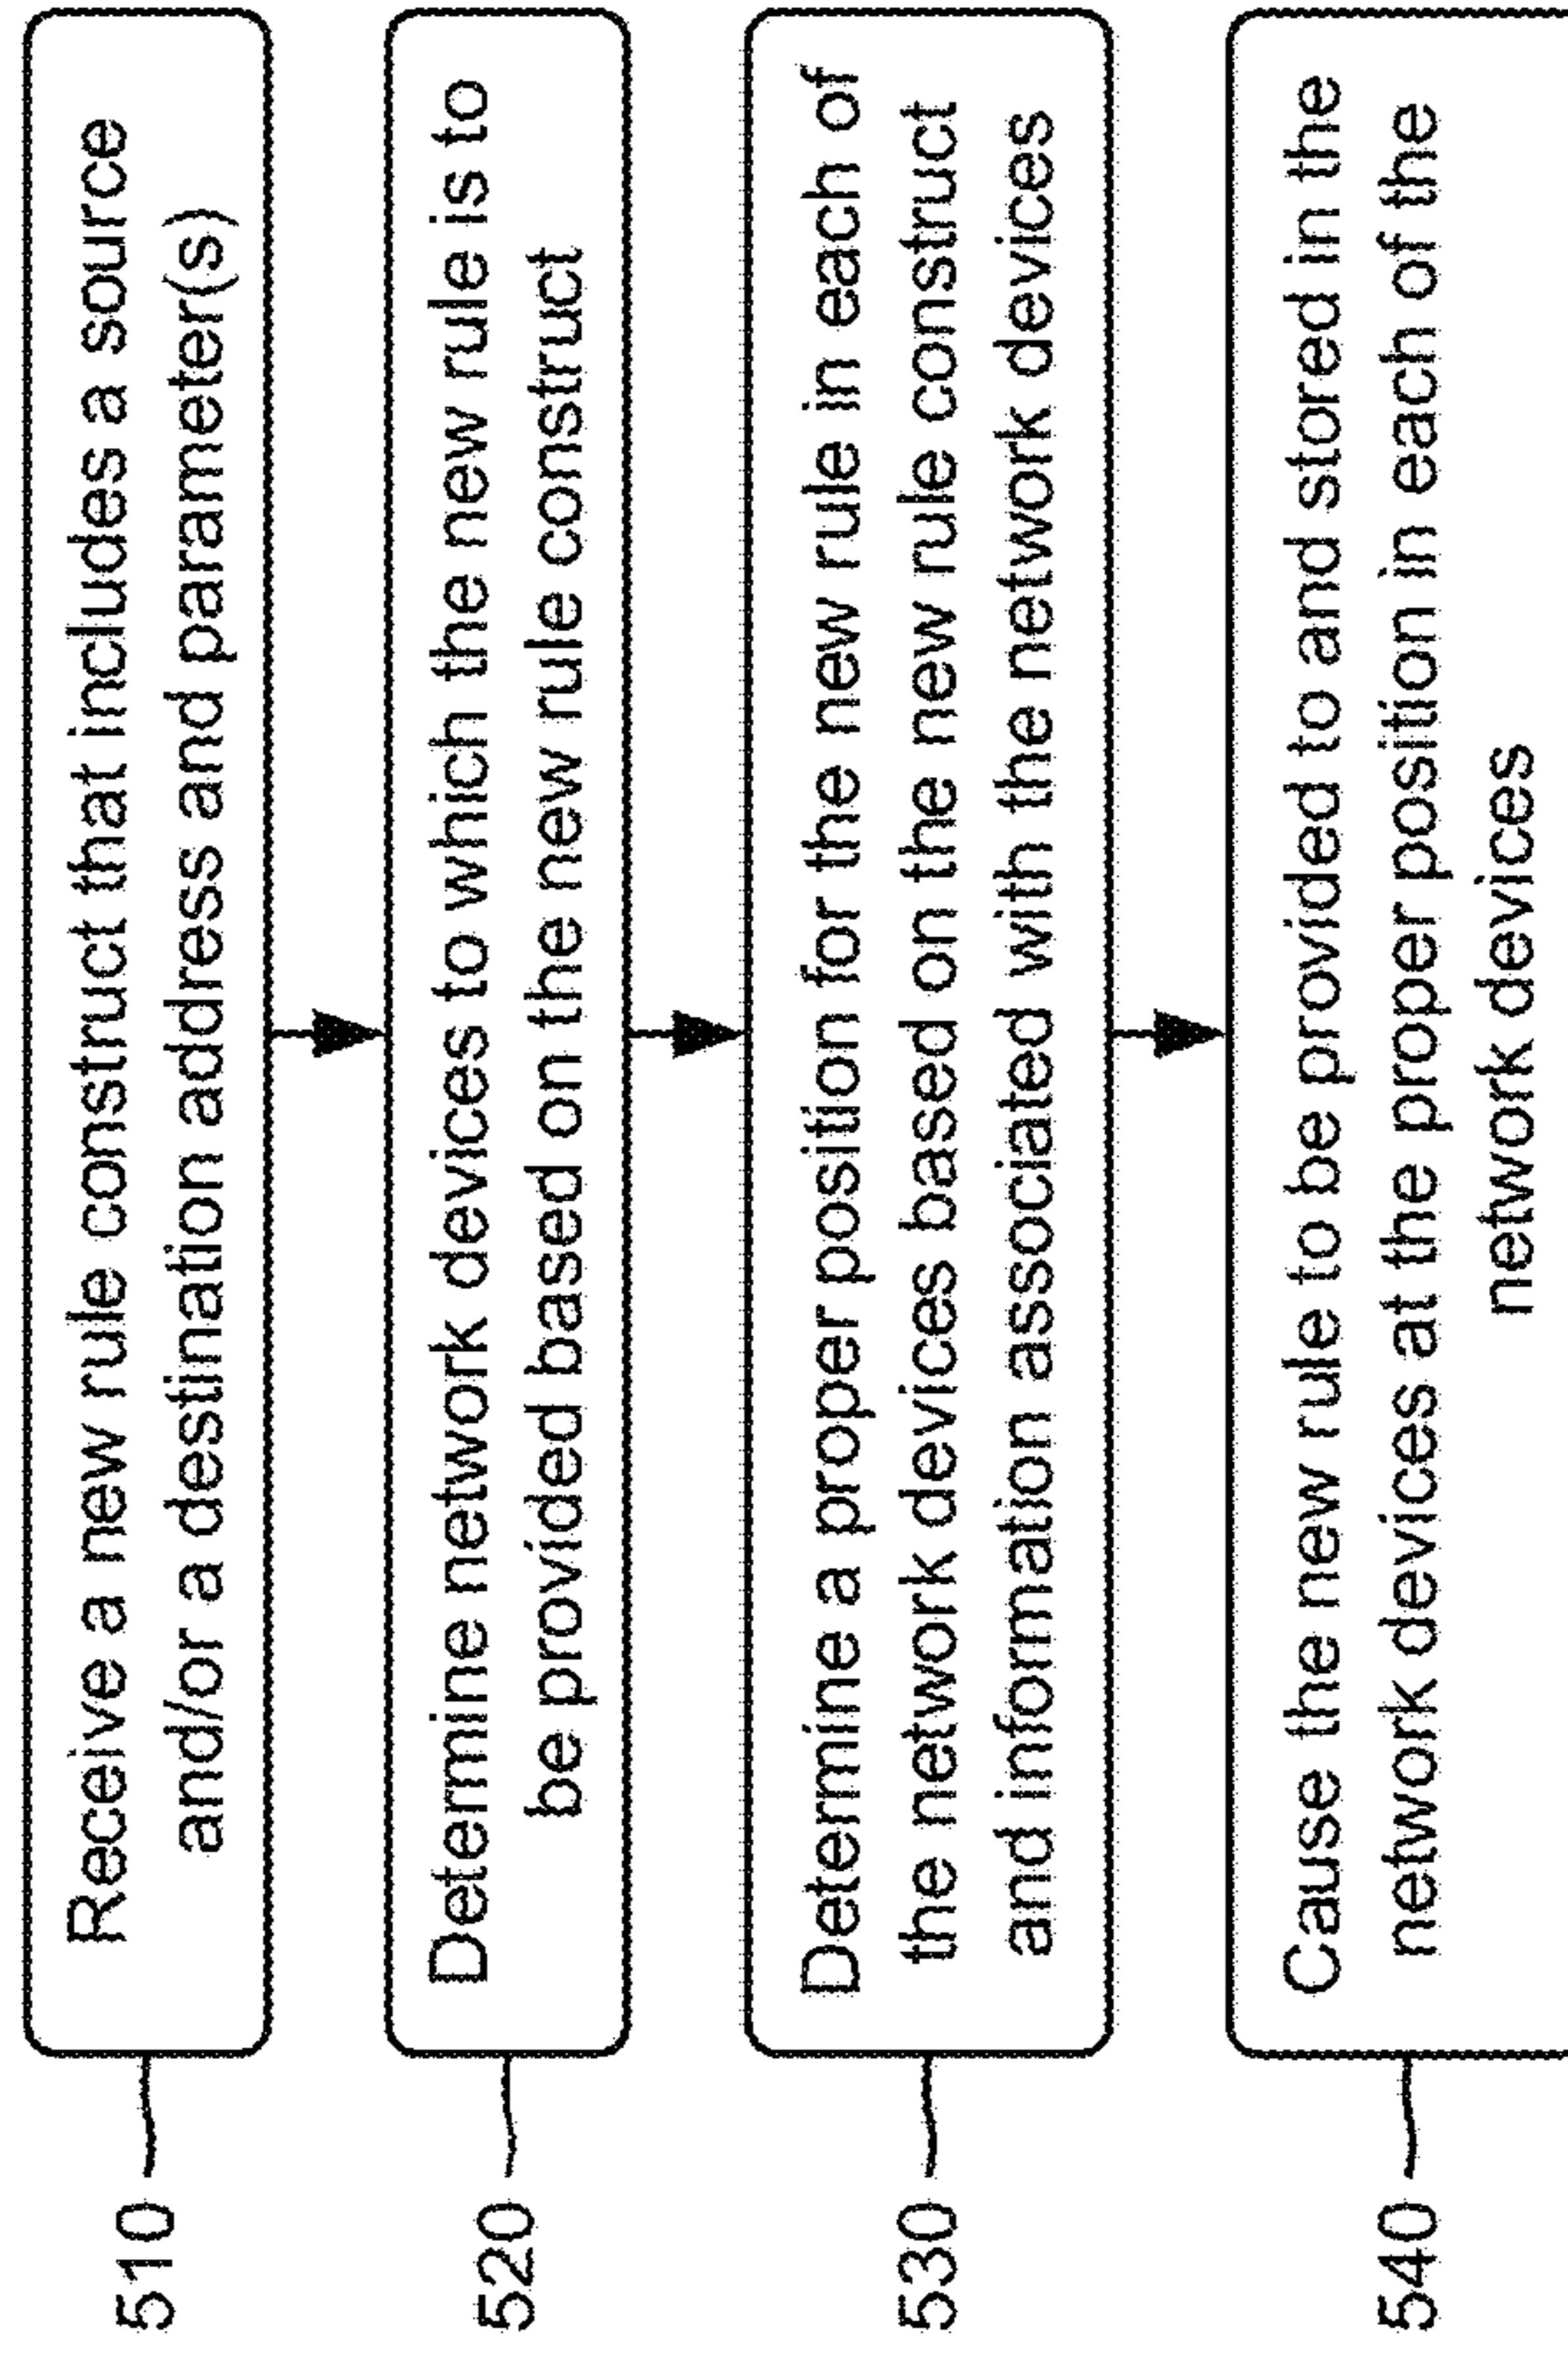 510
Receive a new rule construct that includes a source
and/or a destination address and parameter(s)
520
Determine network devices to which the new rule is to
be provided based on the new rule construct
530
Determine a proper position for the new rule in each of
the network devices based on the new rule construct
and information associated with the network devices
540
Cause the new rule to be provided to and stored in the
network devices at the proper position in each of the
network devices